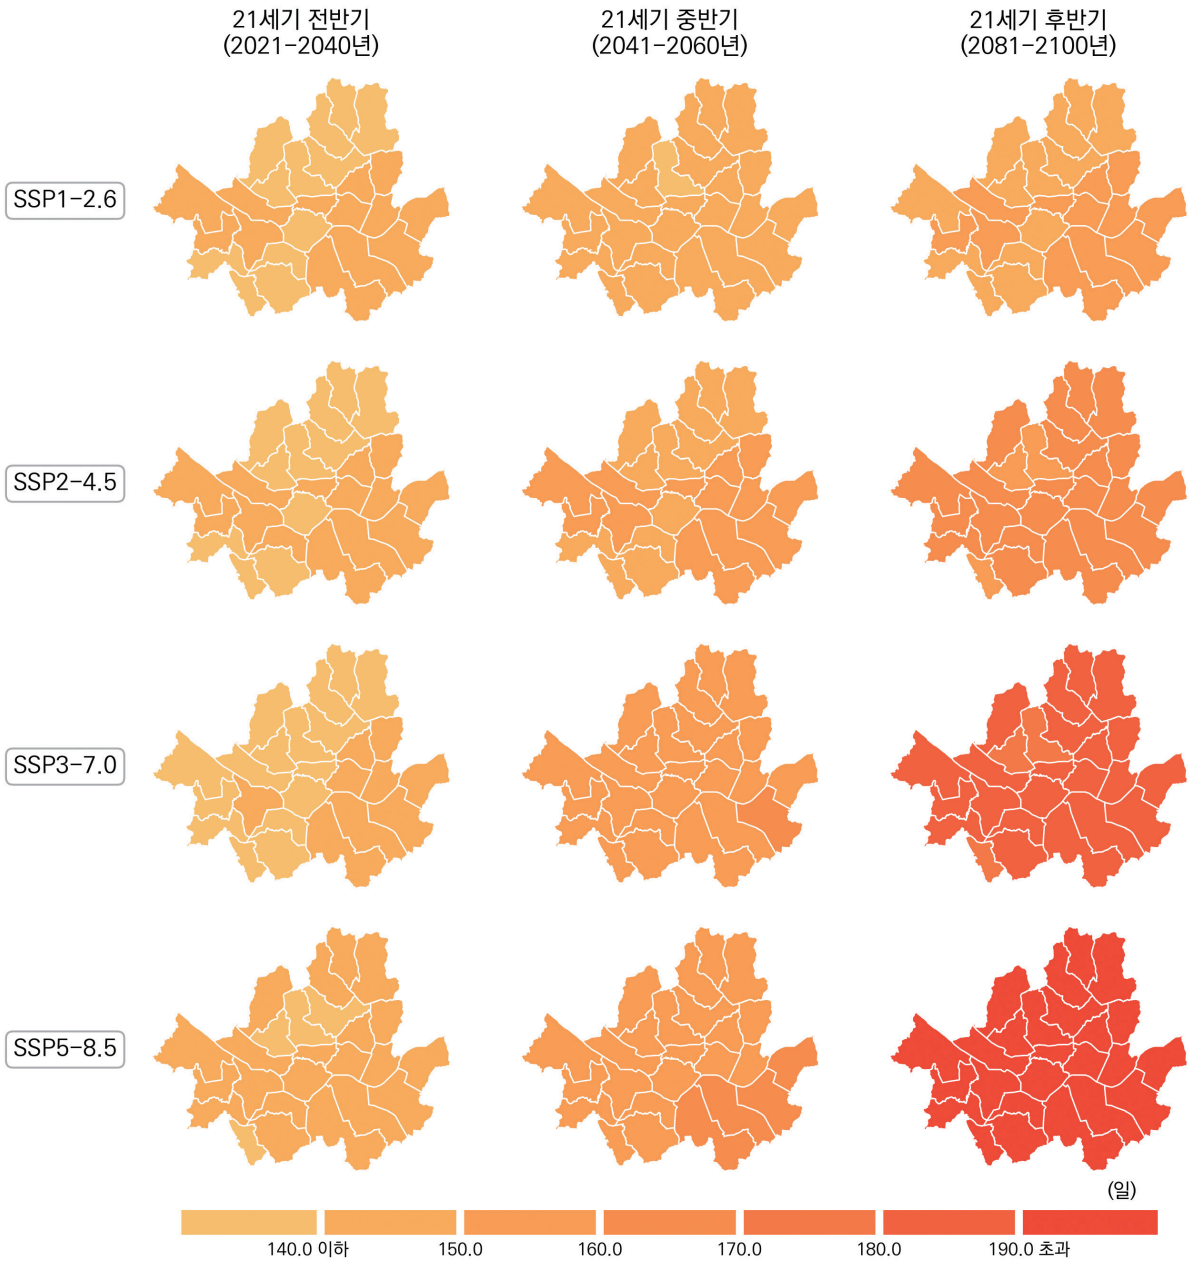 21세기 전반기
(2021-2040년)
21세기 중반기
(2041-2060년)
21세기 후반기
(2081-2100년)
SSP1-2.6
SSP2-4.5
SSP3-7.0
SSP5-8.5
(일)
140.0 이하
150.0
160.0
170.0
180.0
190.0 초과